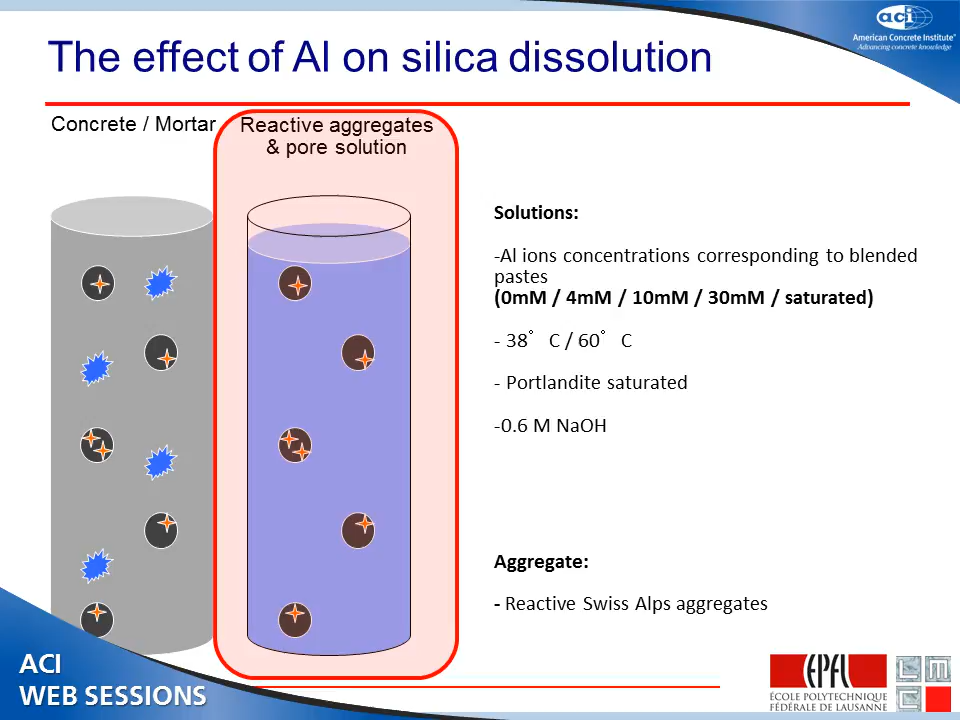 aci
American Concrete Institute®
Advancing concrete knowledge
The effect of Al on silica dissolution
Concrete / Mortar
Reactive aggregates
& pore solution
Solutions:
-Al ions concentrations corresponding to blended
pastes
(0mM / 4mM / 10mM / 30mM / saturated)
- 38° C / 60° C
- Portlandite saturated
-0.6 M NaOH
Aggregate:
- Reactive Swiss Alps aggregates
ACI
WEB SESSIONS
EPFL
ÉCOLE POLYTECHNIQUE
FÉDÉRALE DE LAUSANNE
L M
C